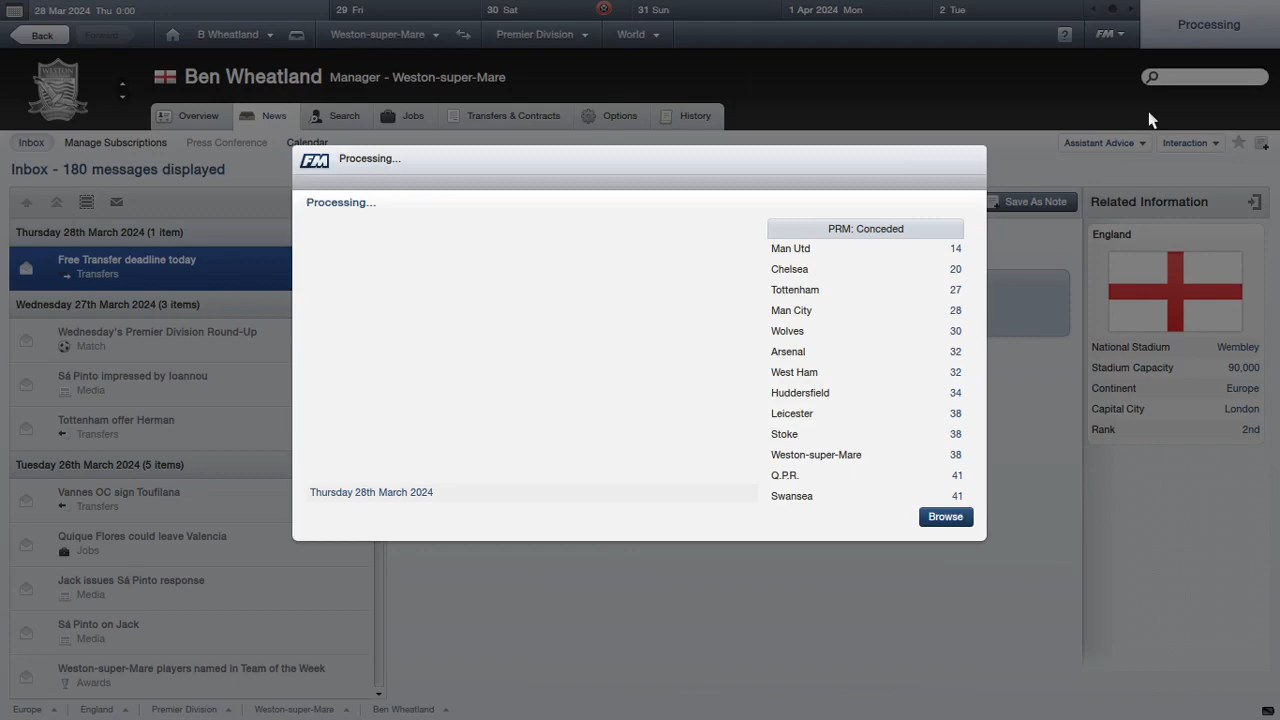 28 Mar 2024 Thu 0:00
29 Fri
30 Sat
31 Sun
1 Apr 2024 Mon
2 Tue
Processing
Back
Forward
B Wheatland
Weston-super-Mare
Premier Division
World
?
FM
WESTON
Ben Wheatland
Manager - Weston-super-Mare
Overview
News
Search
Jobs
Transfers & Contracts
Options
History
Inbox
Manage Subscriptions
Press Conference
Calendar
Assistant Advice
Interaction
Inbox - 180 messages displayed
Save As Note
Related Information
Thursday 28th March 2024 (1 item)
Free Transfer deadline today
Transfers
Wednesday 27th March 2024 (3 items)
Wednesday's Premier Division Round-Up
Match
Sá Pinto impressed by Ioannou
Media
Tottenham offer Herman
Transfers
Tuesday 26th March 2024 (5 items)
Vannes OC sign Toufilana
Transfers
Quique Flores could leave Valencia
Jobs
Jack issues Sá Pinto response
Media
Sá Pinto on Jack
Media
Weston-super-Mare players named in Team of the Week
Awards
FM
Processing...
Processing...
PRM: Conceded
Man Utd 14
Chelsea 20
Tottenham 27
Man City 28
Wolves 30
Arsenal 32
West Ham 32
Huddersfield 34
Leicester 38
Stoke 38
Weston-super-Mare 38
Q.P.R. 41
Swansea 41
Thursday 28th March 2024
Browse
England
National Stadium Wembley
Stadium Capacity 90,000
Continent Europe
Capital City London
Rank 2nd
Europe
England
Premier Division
Weston-super-Mare
Ben Wheatland